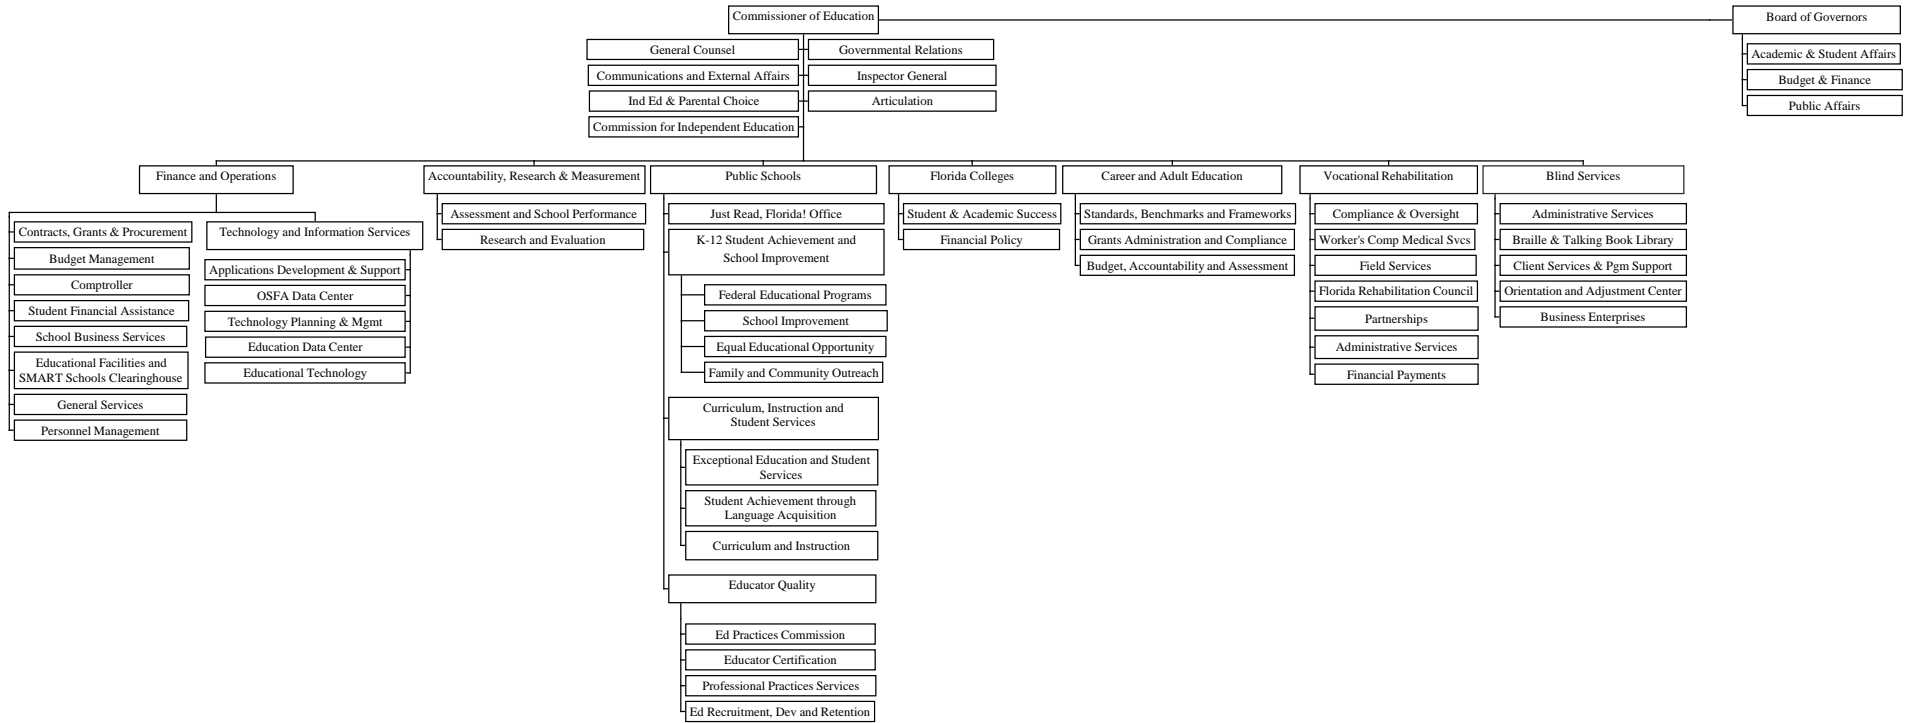 Commissioner of Education
Board of Governors
General Counsel
Governmental Relations
Communications and External Affairs
Inspector General
Ind Ed & Parental Choice
Articulation
Commission for Independent Education
Academic & Student Affairs
Budget & Finance
Public Affairs
Finance and Operations
Contracts, Grants & Procurement
Budget Management
Comptroller
Student Financial Assistance
School Business Services
Educational Facilities and
SMART Schools Clearinghouse
General Services
Personnel Management
Technology and Information Services
Applications Development & Support
OSFA Data Center
Technology Planning & Mgmt
Education Data Center
Educational Technology
Accountability, Research & Measurement
Assessment and School Performance
Research and Evaluation
Public Schools
Just Read, Florida! Office
K-12 Student Achievement and
School Improvement
Federal Educational Programs
School Improvement
Equal Educational Opportunity
Family and Community Outreach
Curriculum, Instruction and
Student Services
Exceptional Education and Student
Services
Student Achievement through
Language Acquisition
Curriculum and Instruction
Educator Quality
Ed Practices Commission
Educator Certification
Professional Practices Services
Ed Recruitment, Dev and Retention
Florida Colleges
Student & Academic Success
Financial Policy
Career and Adult Education
Standards, Benchmarks and Frameworks
Grants Administration and Compliance
Budget, Accountability and Assessment
Vocational Rehabilitation
Compliance & Oversight
Worker's Comp Medical Svcs
Field Services
Florida Rehabilitation Council
Partnerships
Administrative Services
Financial Payments
Blind Services
Administrative Services
Braille & Talking Book Library
Client Services & Pgm Support
Orientation and Adjustment Center
Business Enterprises